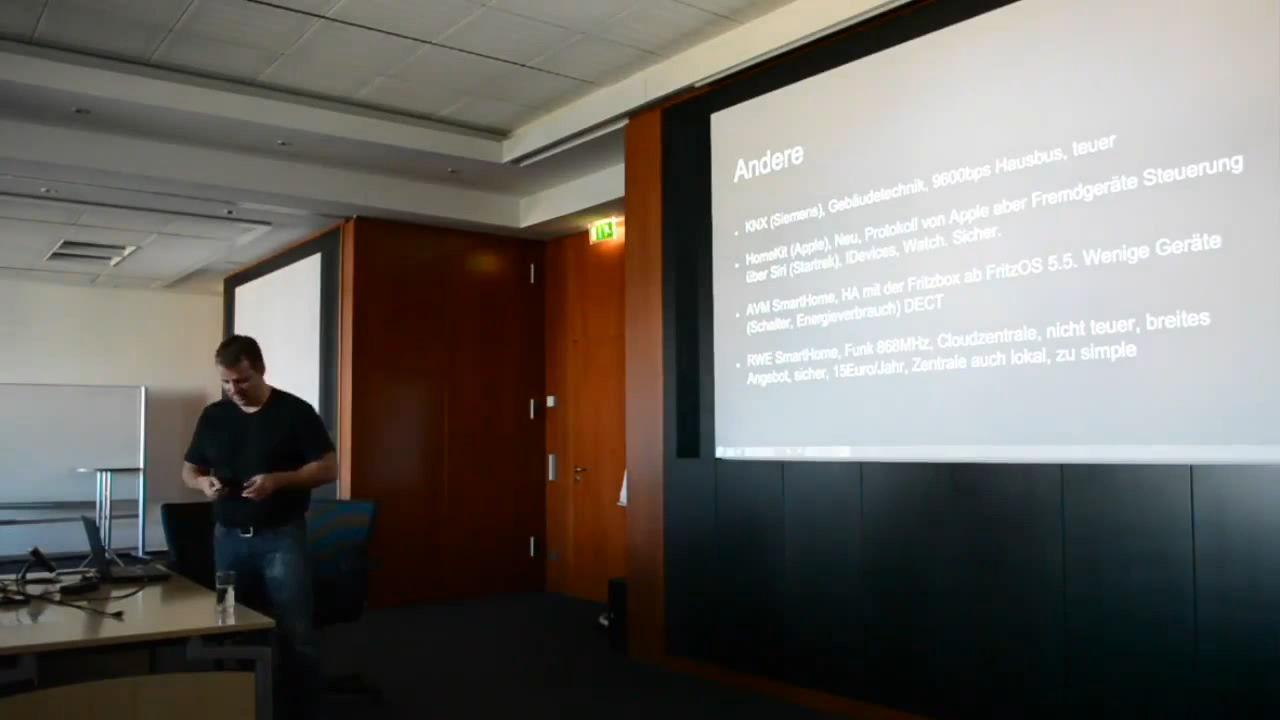 Andere
KNX (Siemens), Gebäudetechnik, 9600bps Hausbus, teuer
HomeKit (Apple), Neu, Protokoll von Apple aber Fremdgeräte Steuerung
über Siri (Startrek), IDevices, Watch. Sicher.
AVM SmartHome, HA mit der Fritzbox ab FritzOS 5.5. Wenige Geräte
(Schalter, Energieverbrauch) DECT
RWE SmartHome, Funk 868MHz, Cloudzentrale, nicht teuer, breites
Angebot, sicher, 15Euro/Jahr, Zentrale auch lokal, zu simple